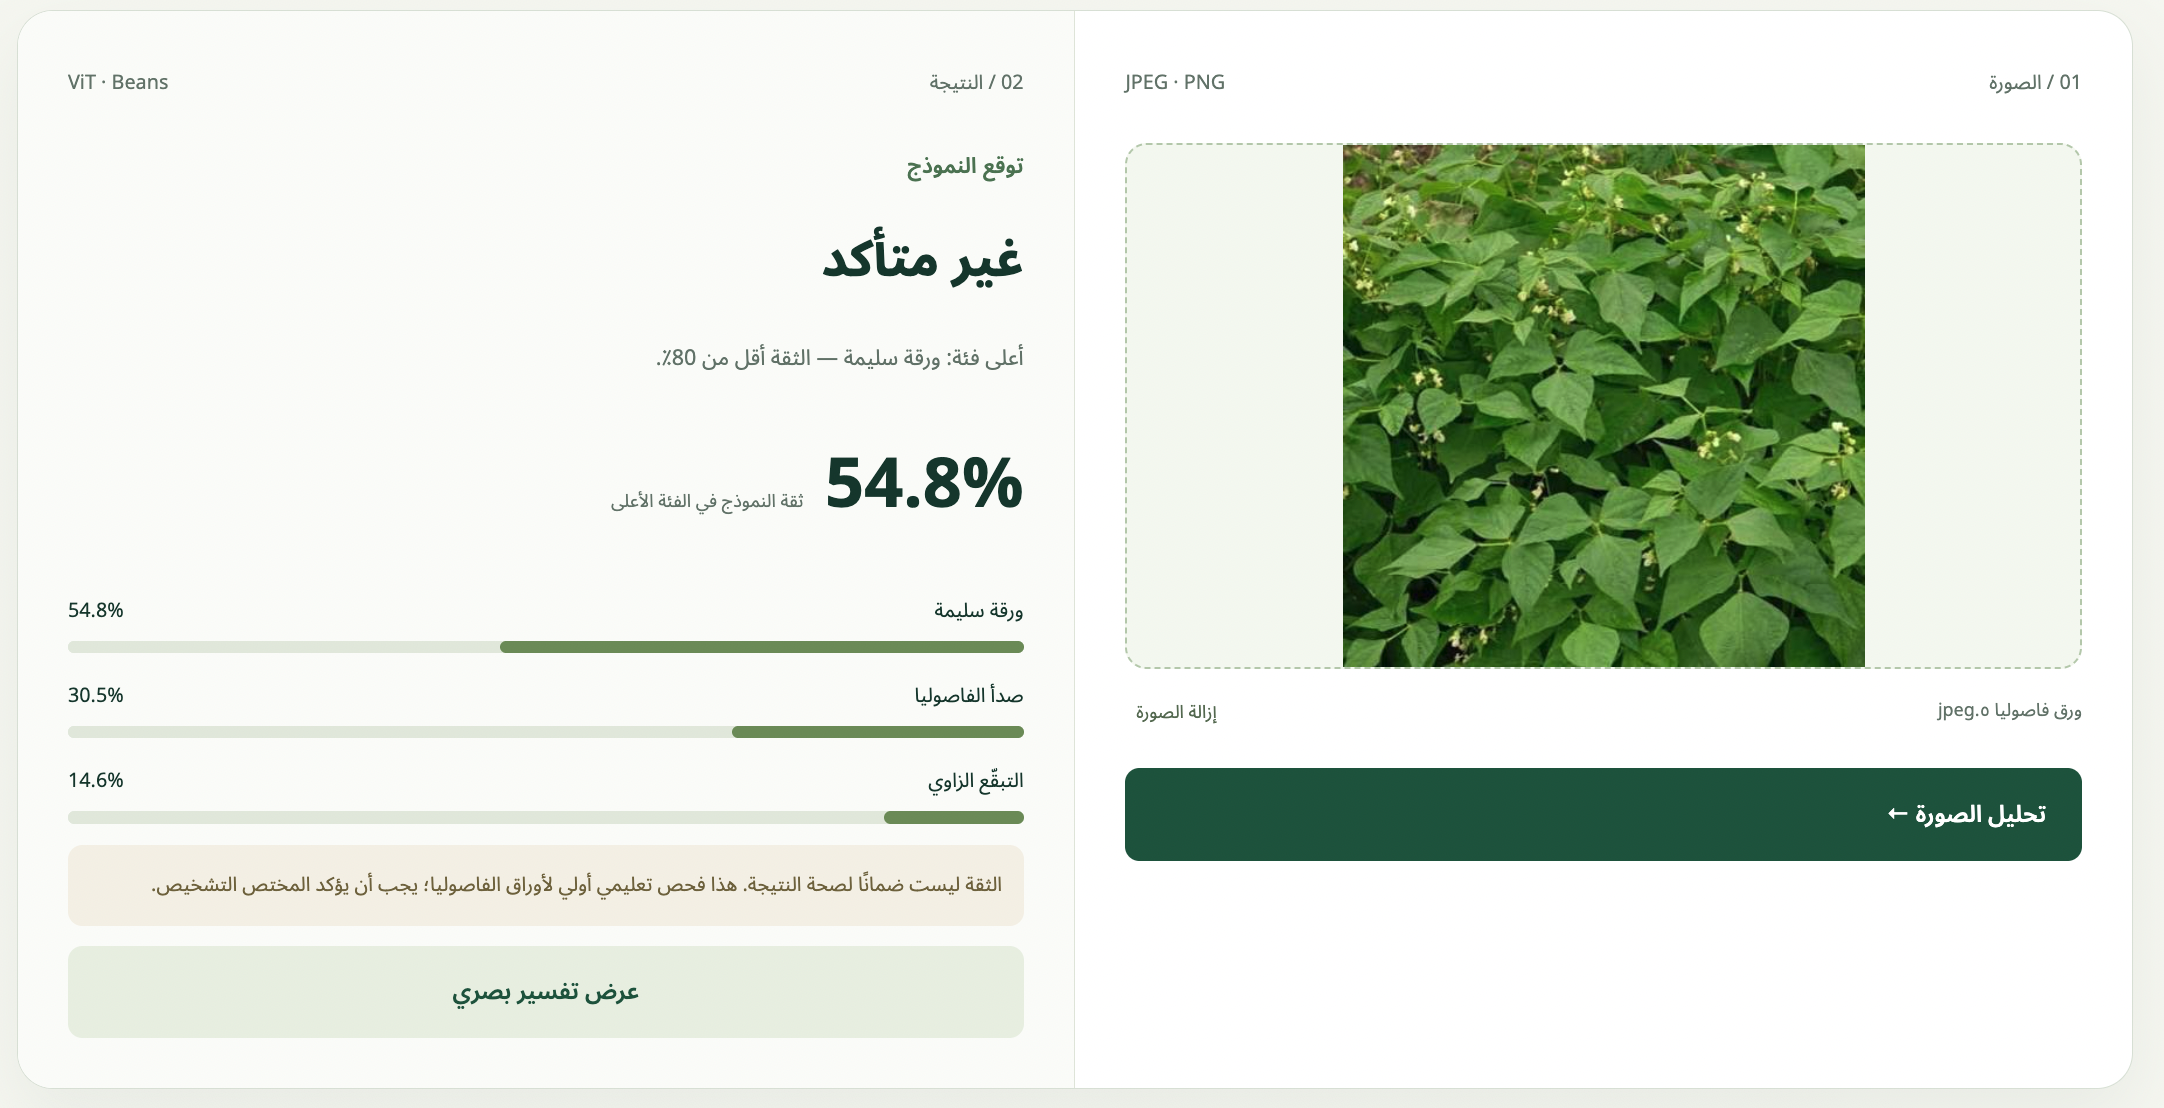 01 / الصورة
JPEG · PNG
ورق فاصوليا ٥.jpeg
إزالة الصورة
تحليل الصورة ←
02 / النتيجة
ViT · Beans
توقع النموذج
غير متأكد
أعلى فئة: ورقة سليمة — الثقة أقل من 80٪.
54.8% ثقة النموذج في الفئة الأعلى
ورقة سليمة 54.8%
صدأ الفاصوليا 30.5%
التبقّع الزاوي 14.6%
الثقة ليست ضمانًا لصحة النتيجة. هذا فحص تعليمي أولي لأوراق الفاصوليا؛ يجب أن يؤكد المختص التشخيص.
عرض تفسير بصري